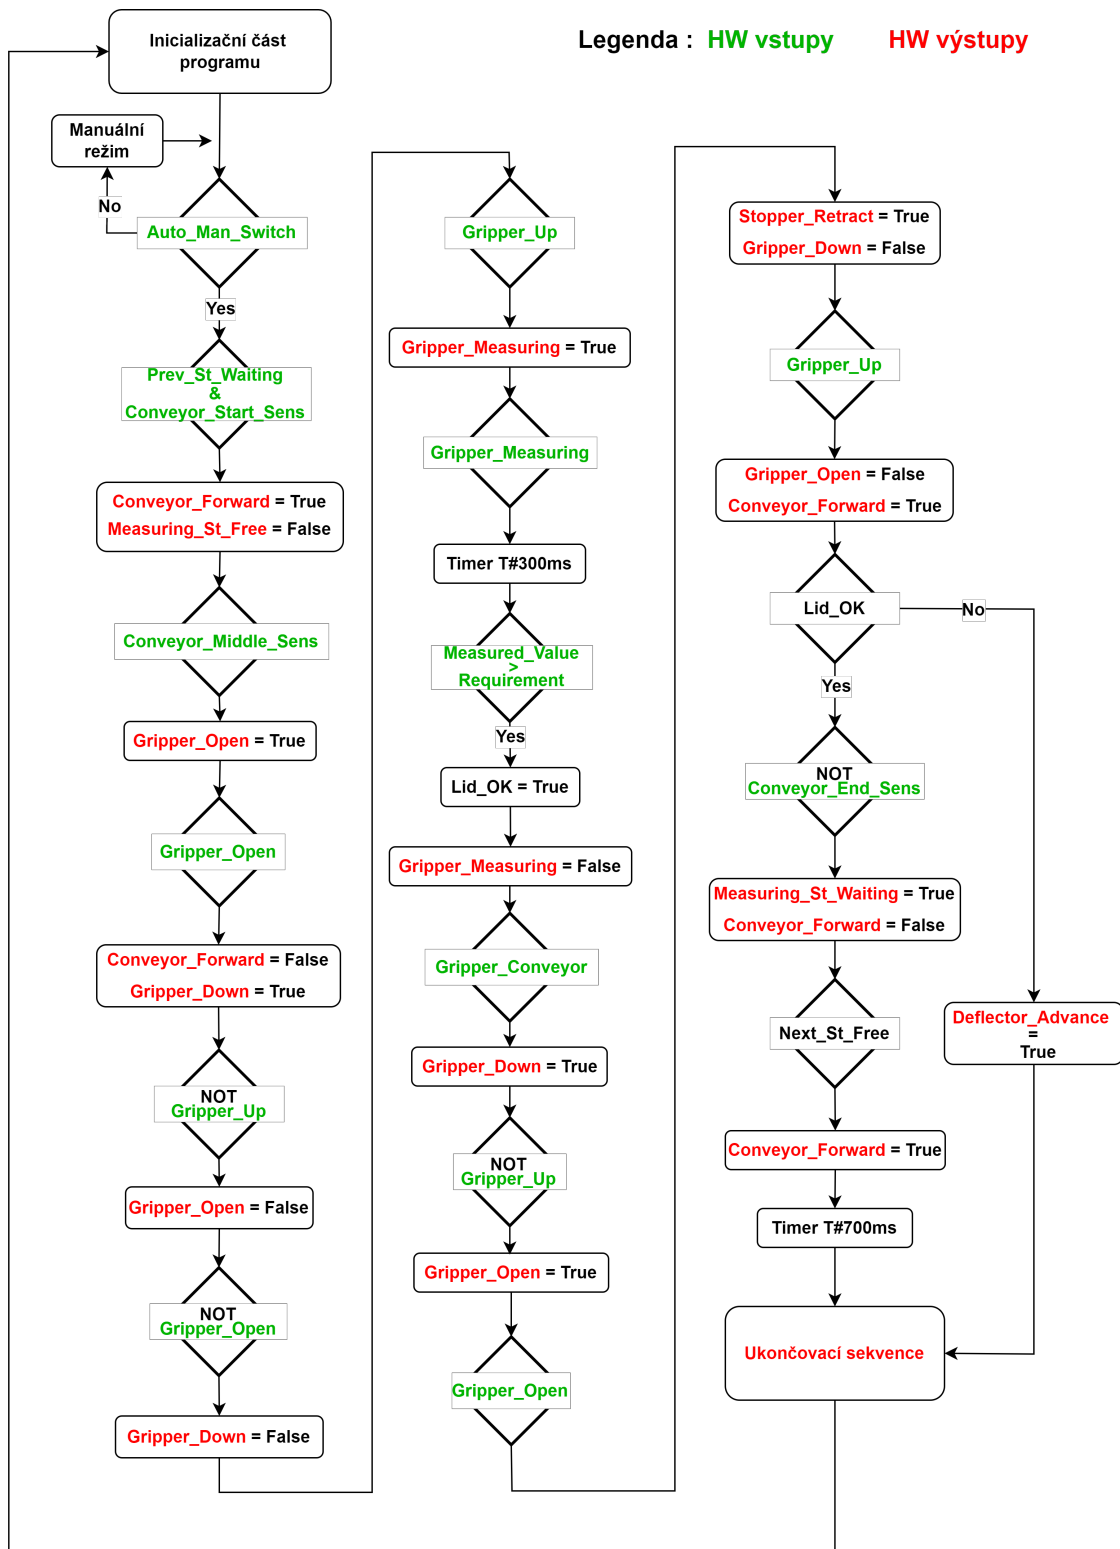 Legenda : HW vstupy HW výstupy
Inicializační část
programu
Manuální
režim
No
Auto_Man_Switch
Yes
Prev_St_Waiting
&
Conveyor_Start_Sens
Conveyor_Forward = True
Measuring_St_Free = False
Conveyor_Middle_Sens
Gripper_Open = True
Gripper_Open
Conveyor_Forward = False
Gripper_Down = True
NOT
Gripper_Up
Gripper_Open = False
NOT
Gripper_Open
Gripper_Down = False
Gripper_Up
Gripper_Measuring = True
Gripper_Measuring
Timer T#300ms
Measured_Value
>
Requirement
Yes
Lid_OK = True
Gripper_Measuring = False
Gripper_Conveyor
Gripper_Down = True
NOT
Gripper_Up
Gripper_Open = True
Gripper_Open
Stopper_Retract = True
Gripper_Down = False
Gripper_Up
Gripper_Open = False
Conveyor_Forward = True
Lid_OK
No
Yes
NOT
Conveyor_End_Sens
Measuring_St_Waiting = True
Conveyor_Forward = False
Next_St_Free
Deflector_Advance
=
True
Conveyor_Forward = True
Timer T#700ms
Ukončovací sekvence